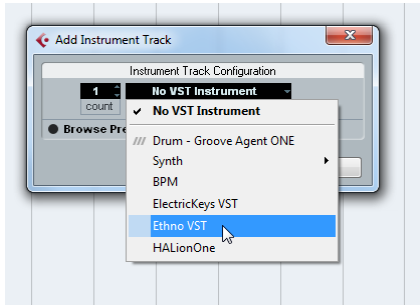 Add Instrument Track
Instrument Track Configuration
1 No VST Instrument
count
No VST Instrument
Browse
Drum - Groove Agent ONE
Synth
BPM
ElectricKeys VST
Ethno VST
HALionOne